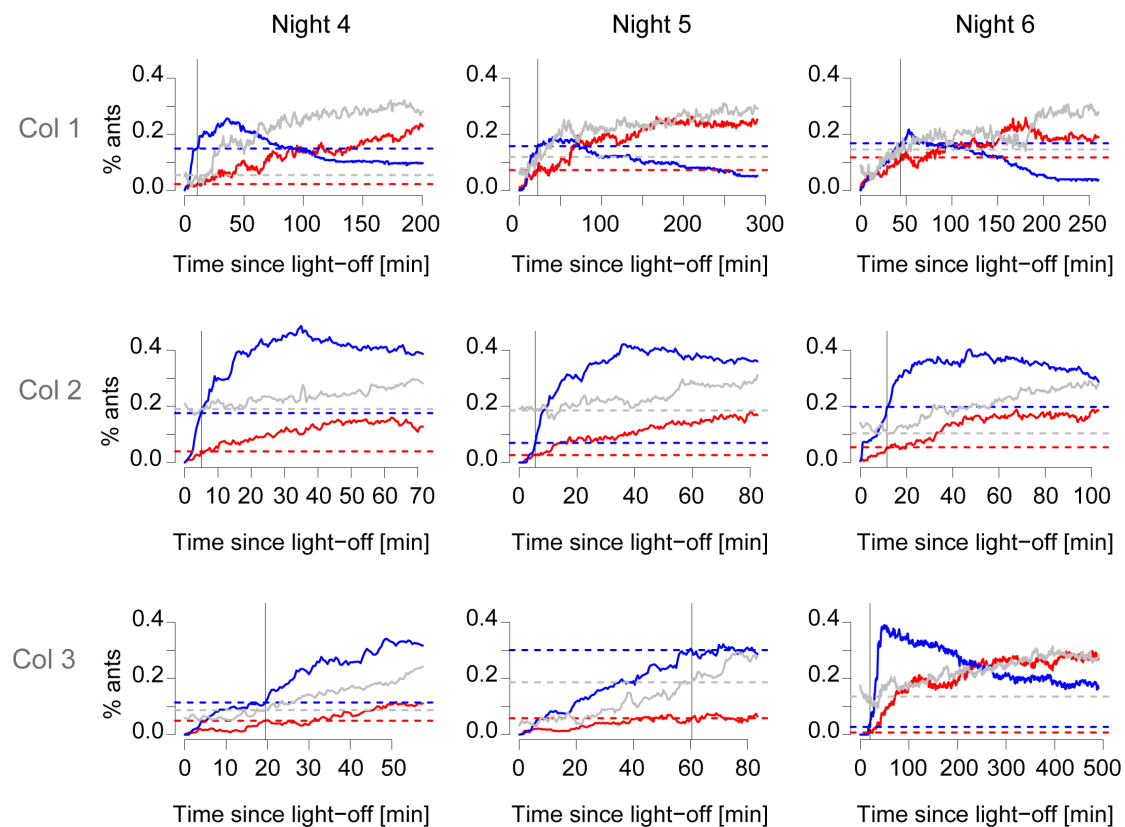 Night 4 Night 5 Night 6
Col 1
% ants
0.4
0.2
0.0
0 50 100 150 200
Time since light−off [min]
0.4
0.2
0.0
0 100 200 300
Time since light−off [min]
0.4
0.2
0.0
0 50 100 150 200 250
Time since light−off [min]
Col 2
% ants
0.4
0.2
0.0
0 10 20 30 40 50 60 70
Time since light−off [min]
0.4
0.2
0.0
0 20 40 60 80
Time since light−off [min]
0.4
0.2
0.0
0 20 40 60 80 100
Time since light−off [min]
Col 3
% ants
0.4
0.2
0.0
0 10 20 30 40 50
Time since light−off [min]
0.4
0.2
0.0
0 20 40 60 80
Time since light−off [min]
0.4
0.2
0.0
0 100 200 300 400 500
Time since light−off [min]